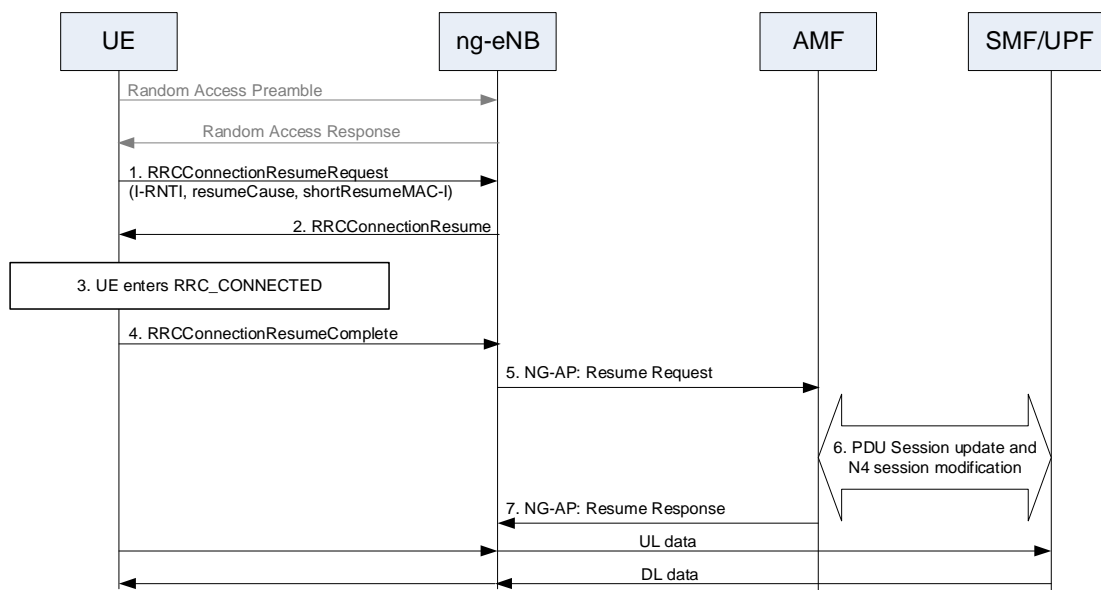 UE
ng-eNB
AMF
SMF/UPF
Random Access Preamble
Random Access Response
1. RRCConnectionResumeRequest
(I-RNTI, resumeCause, shortResumeMAC-I)
2. RRCConnectionResume
3. UE enters RRC_CONNECTED
4. RRCConnectionResumeComplete
5. NG-AP: Resume Request
6. PDU Session update and
N4 session modification
7. NG-AP: Resume Response
UL data
DL data